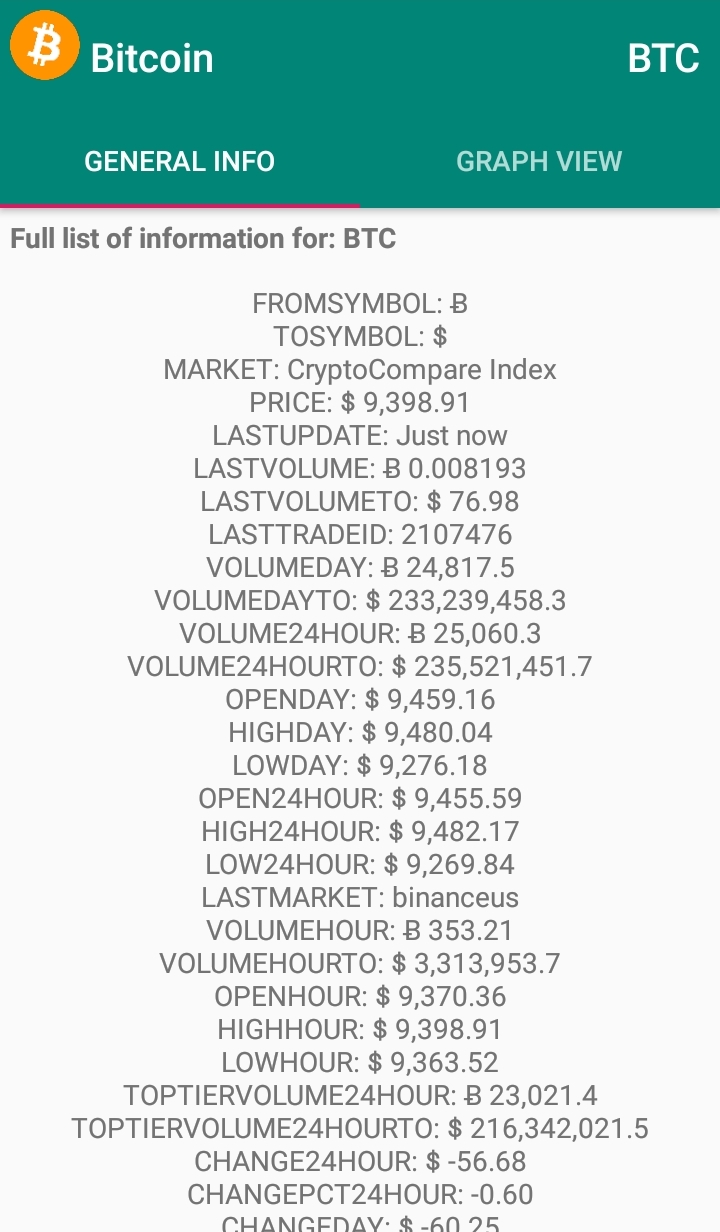 Bitcoin
BTC
GENERAL INFO
GRAPH VIEW
Full list of information for: BTC
FROMSYMBOL: Ƀ
TOSYMBOL: $
MARKET: CryptoCompare Index
PRICE: $ 9,398.91
LASTUPDATE: Just now
LASTVOLUME: Ƀ 0.008193
LASTVOLUMETO: $ 76.98
LASTTRADEID: 2107476
VOLUMEDAY: Ƀ 24,817.5
VOLUMEDAYTO: $ 233,239,458.3
VOLUME24HOUR: Ƀ 25,060.3
VOLUME24HOURTO: $ 235,521,451.7
OPENDAY: $ 9,459.16
HIGHDAY: $ 9,480.04
LOWDAY: $ 9,276.18
OPEN24HOUR: $ 9,455.59
HIGH24HOUR: $ 9,482.17
LOW24HOUR: $ 9,269.84
LASTMARKET: binanceus
VOLUMEHOUR: Ƀ 353.21
VOLUMEHOURTO: $ 3,313,953.7
OPENHOUR: $ 9,370.36
HIGHHOUR: $ 9,398.91
LOWHOUR: $ 9,363.52
TOPTIERVOLUME24HOUR: Ƀ 23,021.4
TOPTIERVOLUME24HOURTO: $ 216,342,021.5
CHANGE24HOUR: $ -56.68
CHANGEPCT24HOUR: -0.60
CHANGEDAY: $ -60.25